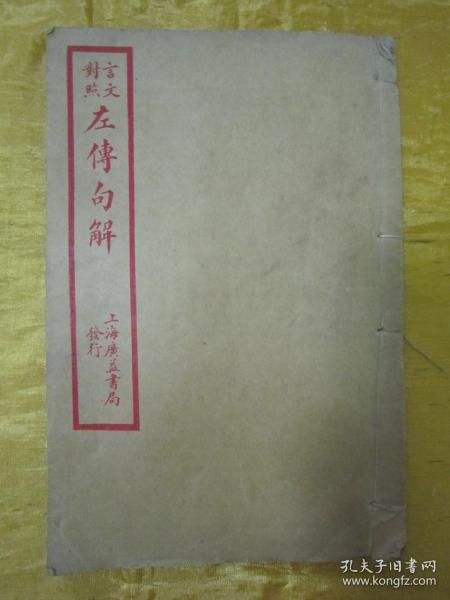 言文
對照
左傳句解
上海廣益書局
發行
孔夫子旧书网
www.kongfz.com